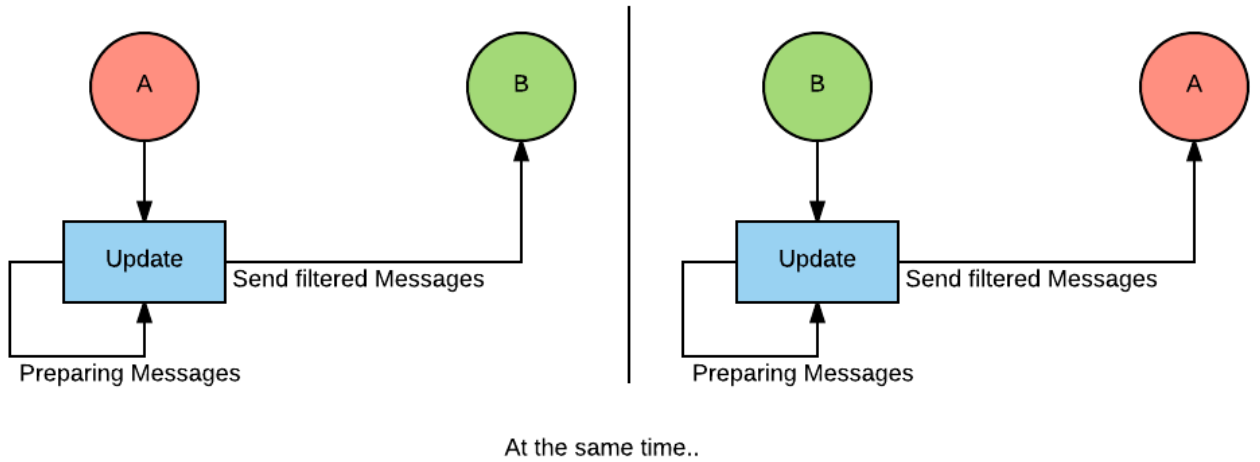 A
B
Update
Send filtered Messages
Preparing Messages
B
A
Update
Send filtered Messages
Preparing Messages
At the same time..